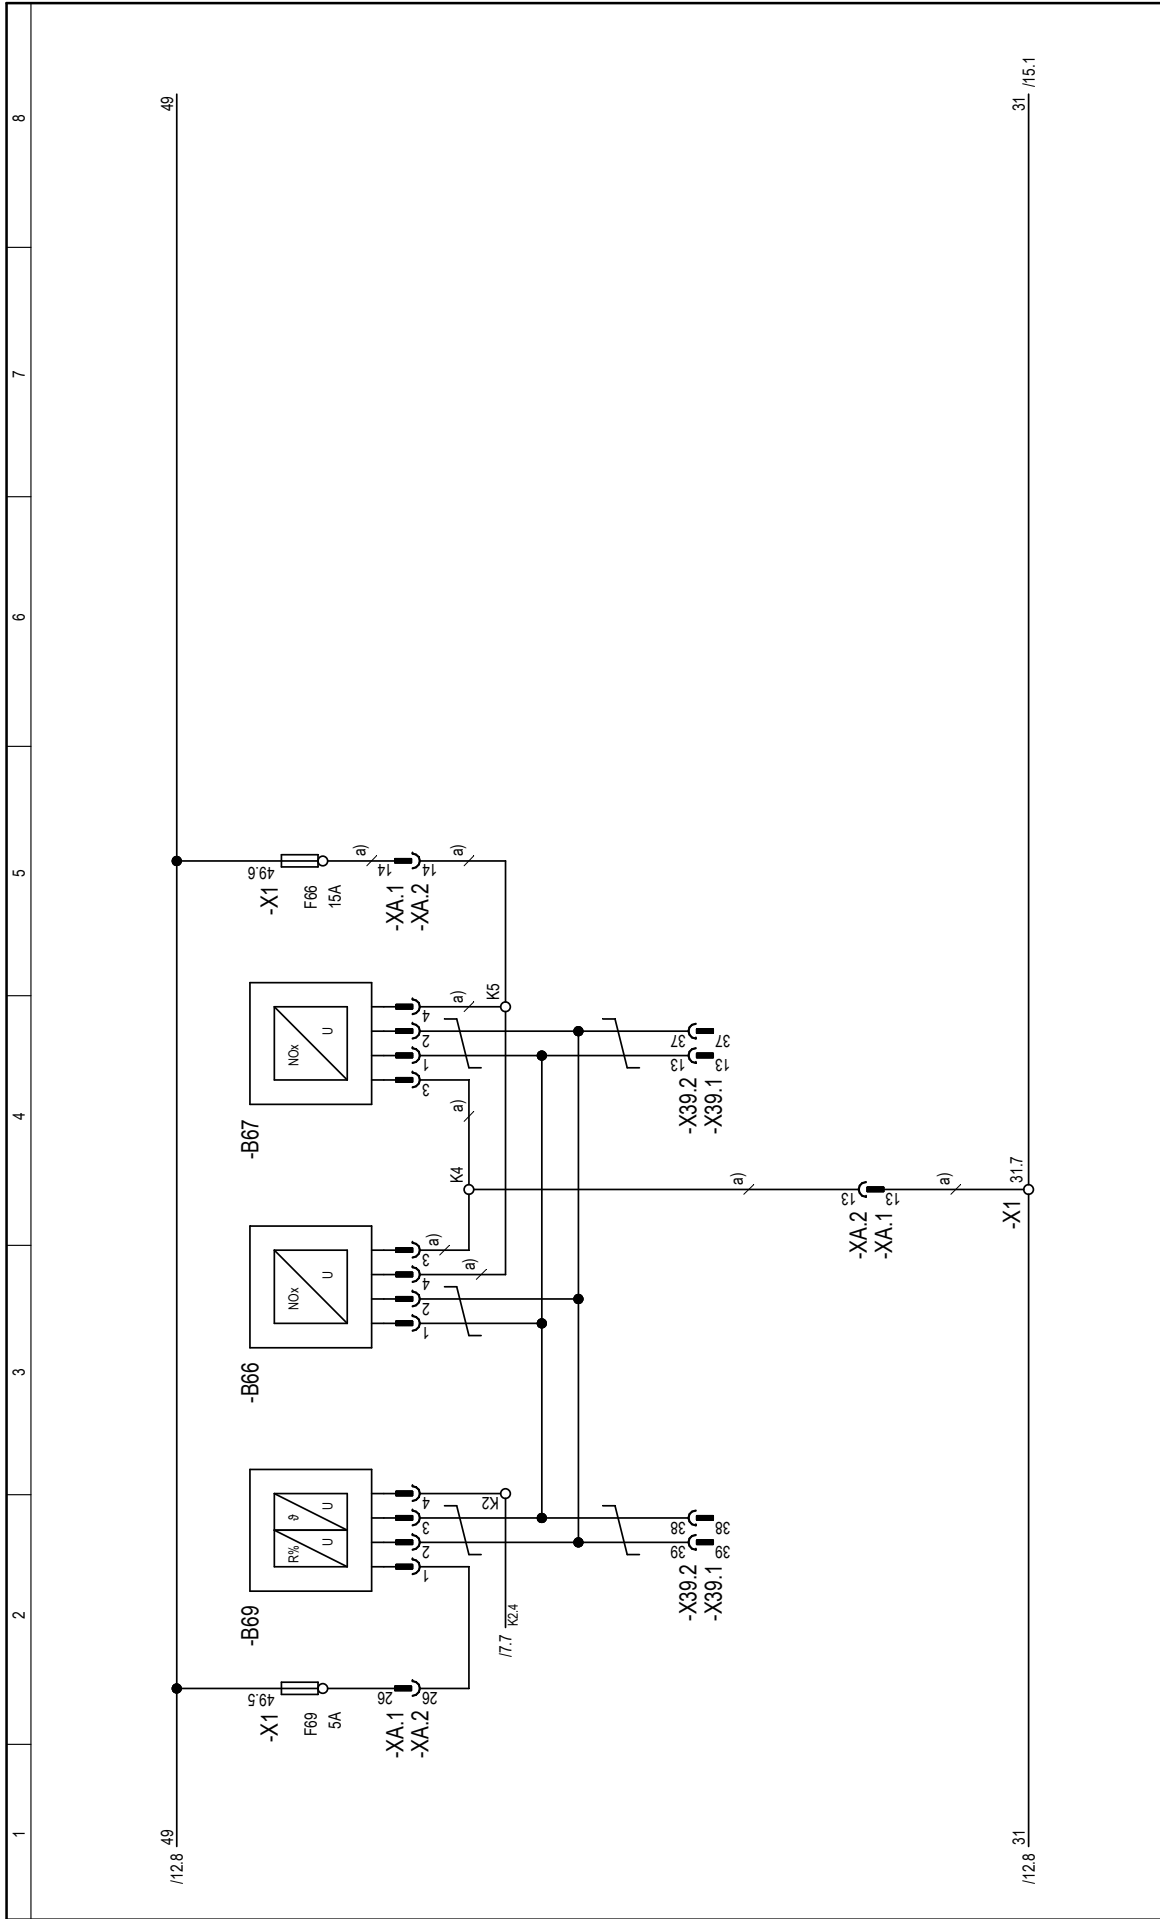 1
2
3
4
5
6
7
8
/12.8
49
49
-X1
49.5
F69
5A
-XA.1
26
-XA.2
26
-B69
R%
U
ϑ
U
1
2
3
4
K2
/7.7
K2.4
-X39.2
39
38
-X39.1
39
38
-B66
NOx
U
1
2
4
3
a)
a)
K4
-B67
NOx
U
3
1
2
4
a)
a)
K5
-X39.2
13
37
-X39.1
13
37
-X1
49.6
F66
15A
a)
-XA.1
14
-XA.2
14
a)
a)
-XA.2
13
-XA.1
13
a)
-X1
31.7
/12.8
31
31
/15.1